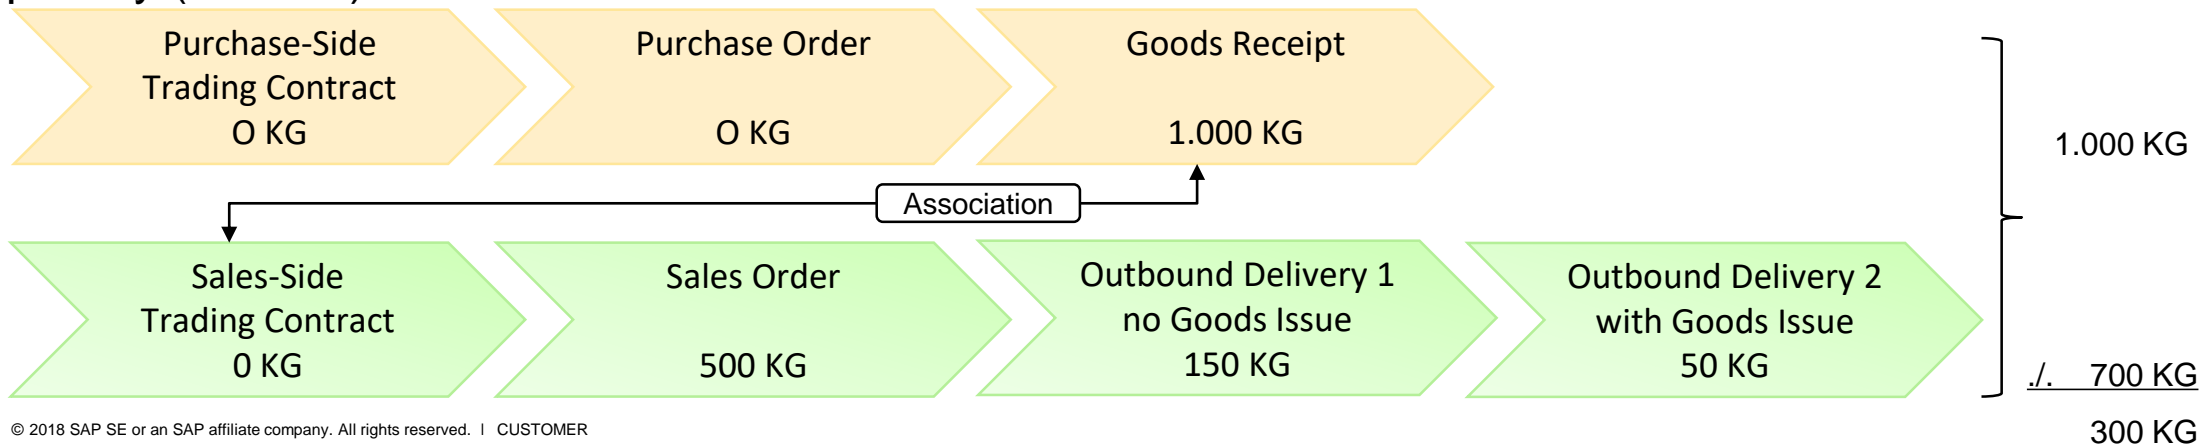 Purchase-Side
Trading Contract
O KG
Purchase Order
O KG
Goods Receipt
1.000 KG
1.000 KG
Association
Sales-Side
Trading Contract
0 KG
Sales Order
500 KG
Outbound Delivery 1
no Goods Issue
150 KG
Outbound Delivery 2
with Goods Issue
50 KG
./. 700 KG
300 KG
© 2018 SAP SE or an SAP affiliate company. All rights reserved. ǀ CUSTOMER